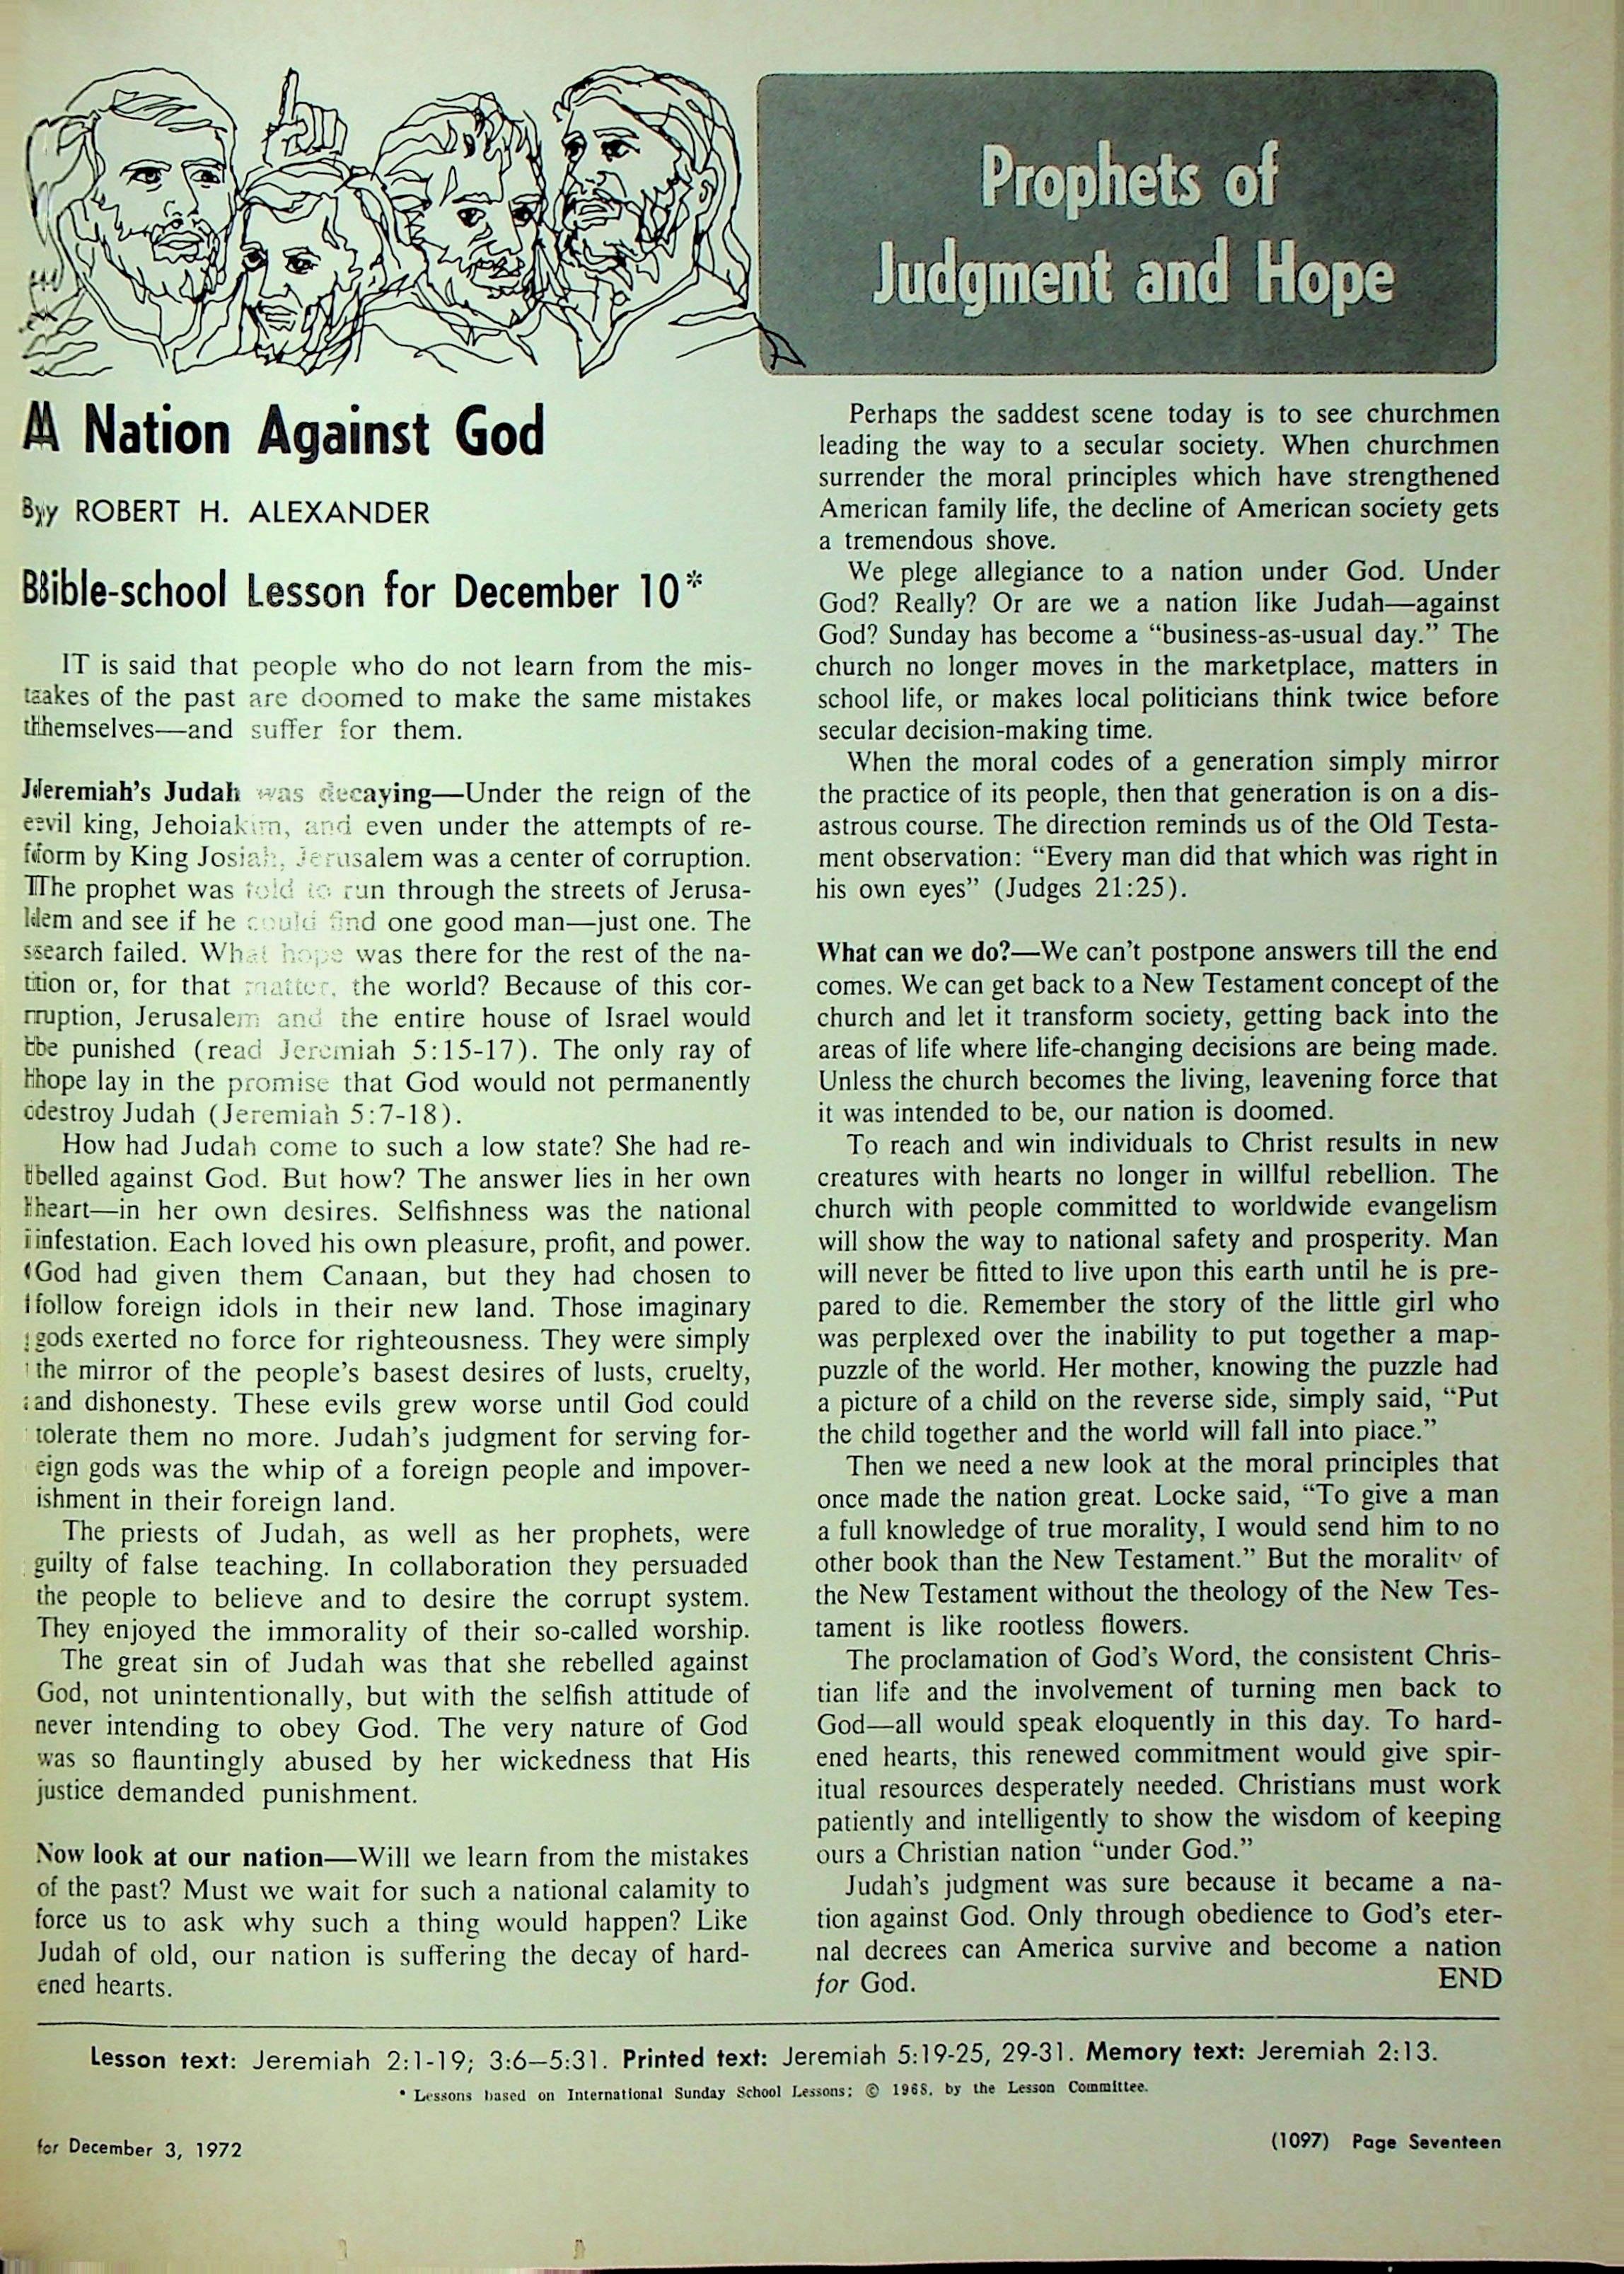 Prophets of
Judgment and Hope
A Nation Against God
By ROBERT H. ALEXANDER
Bible-school Lesson for December 10*
IT is said that people who do not learn from the mis-
takes of the past are doomed to make the same mistakes
themselves—and suffer for them.
Jeremiah's Judah was decaying—Under the reign of the
evil king, Jehoiakim, and even under the attempts of re-
form by King Josiah, Jerusalem was a center of corruption.
The prophet was told to run through the streets of Jerusa-
lem and see if he could find one good man—just one. The
search failed. What hope was there for the rest of the na-
tion or, for that matter, the world? Because of this cor-
ruption, Jerusalem and the entire house of Israel would
be punished (read Jeremiah 5:15-17). The only ray of
hope lay in the promise that God would not permanently
destroy Judah (Jeremiah 5:7-18).
How had Judah come to such a low state? She had re-
belled against God. But how? The answer lies in her own
heart—in her own desires. Selfishness was the national
infestation. Each loved his own pleasure, profit, and power.
God had given them Canaan, but they had chosen to
follow foreign idols in their new land. Those imaginary
gods exerted no force for righteousness. They were simply
the mirror of the people's basest desires of lusts, cruelty,
and dishonesty. These evils grew worse until God could
tolerate them no more. Judah's judgment for serving for-
eign gods was the whip of a foreign people and impover-
ishment in their foreign land.
The priests of Judah, as well as her prophets, were
guilty of false teaching. In collaboration they persuaded
the people to believe and to desire the corrupt system.
They enjoyed the immorality of their so-called worship.
The great sin of Judah was that she rebelled against
God, not unintentionally, but with the selfish attitude of
never intending to obey God. The very nature of God
was so flauntingly abused by her wickedness that His
justice demanded punishment.
Now look at our nation—Will we learn from the mistakes
of the past? Must we wait for such a national calamity to
force us to ask why such a thing would happen? Like
Judah of old, our nation is suffering the decay of hard-
ened hearts.
Perhaps the saddest scene today is to see churchmen
leading the way to a secular society. When churchmen
surrender the moral principles which have strengthened
American family life, the decline of American society gets
a tremendous shove.
We plege allegiance to a nation under God. Under
God? Really? Or are we a nation like Judah—against
God? Sunday has become a "business-as-usual day." The
church no longer moves in the marketplace, matters in
school life, or makes local politicians think twice before
secular decision-making time.
When the moral codes of a generation simply mirror
the practice of its people, then that generation is on a dis-
astrous course. The direction reminds us of the Old Testa-
ment observation: "Every man did that which was right in
his own eyes" (Judges 21:25).
What can we do?—We can't postpone answers till the end
comes. We can get back to a New Testament concept of the
church and let it transform society, getting back into the
areas of life where life-changing decisions are being made.
Unless the church becomes the living, leavening force that
it was intended to be, our nation is doomed.
To reach and win individuals to Christ results in new
creatures with hearts no longer in willful rebellion. The
church with people committed to worldwide evangelism
will show the way to national safety and prosperity. Man
will never be fitted to live upon this earth until he is pre-
pared to die. Remember the story of the little girl who
was perplexed over the inability to put together a map-
puzzle of the world. Her mother, knowing the puzzle had
a picture of a child on the reverse side, simply said, "Put
the child together and the world will fall into place."
Then we need a new look at the moral principles that
once made the nation great. Locke said, "To give a man
a full knowledge of true morality, I would send him to no
other book than the New Testament." But the morality of
the New Testament without the theology of the New Tes-
tament is like rootless flowers.
The proclamation of God's Word, the consistent Chris-
tian life and the involvement of turning men back to
God—all would speak eloquently in this day. To hard-
ened hearts, this renewed commitment would give spir-
itual resources desperately needed. Christians must work
patiently and intelligently to show the wisdom of keeping
ours a Christian nation "under God."
Judah's judgment was sure because it became a na-
tion against God. Only through obedience to God's eter-
nal decrees can America survive and become a nation
for God. END
Lesson text: Jeremiah 2:1-19; 3:6—5:31. Printed text: Jeremiah 5:19-25, 29-31. Memory text: Jeremiah 2:13.
* Lessons based on International Sunday School Lessons; © 1968, by the Lesson Committee.
for December 3, 1972
(1097) Page Seventeen